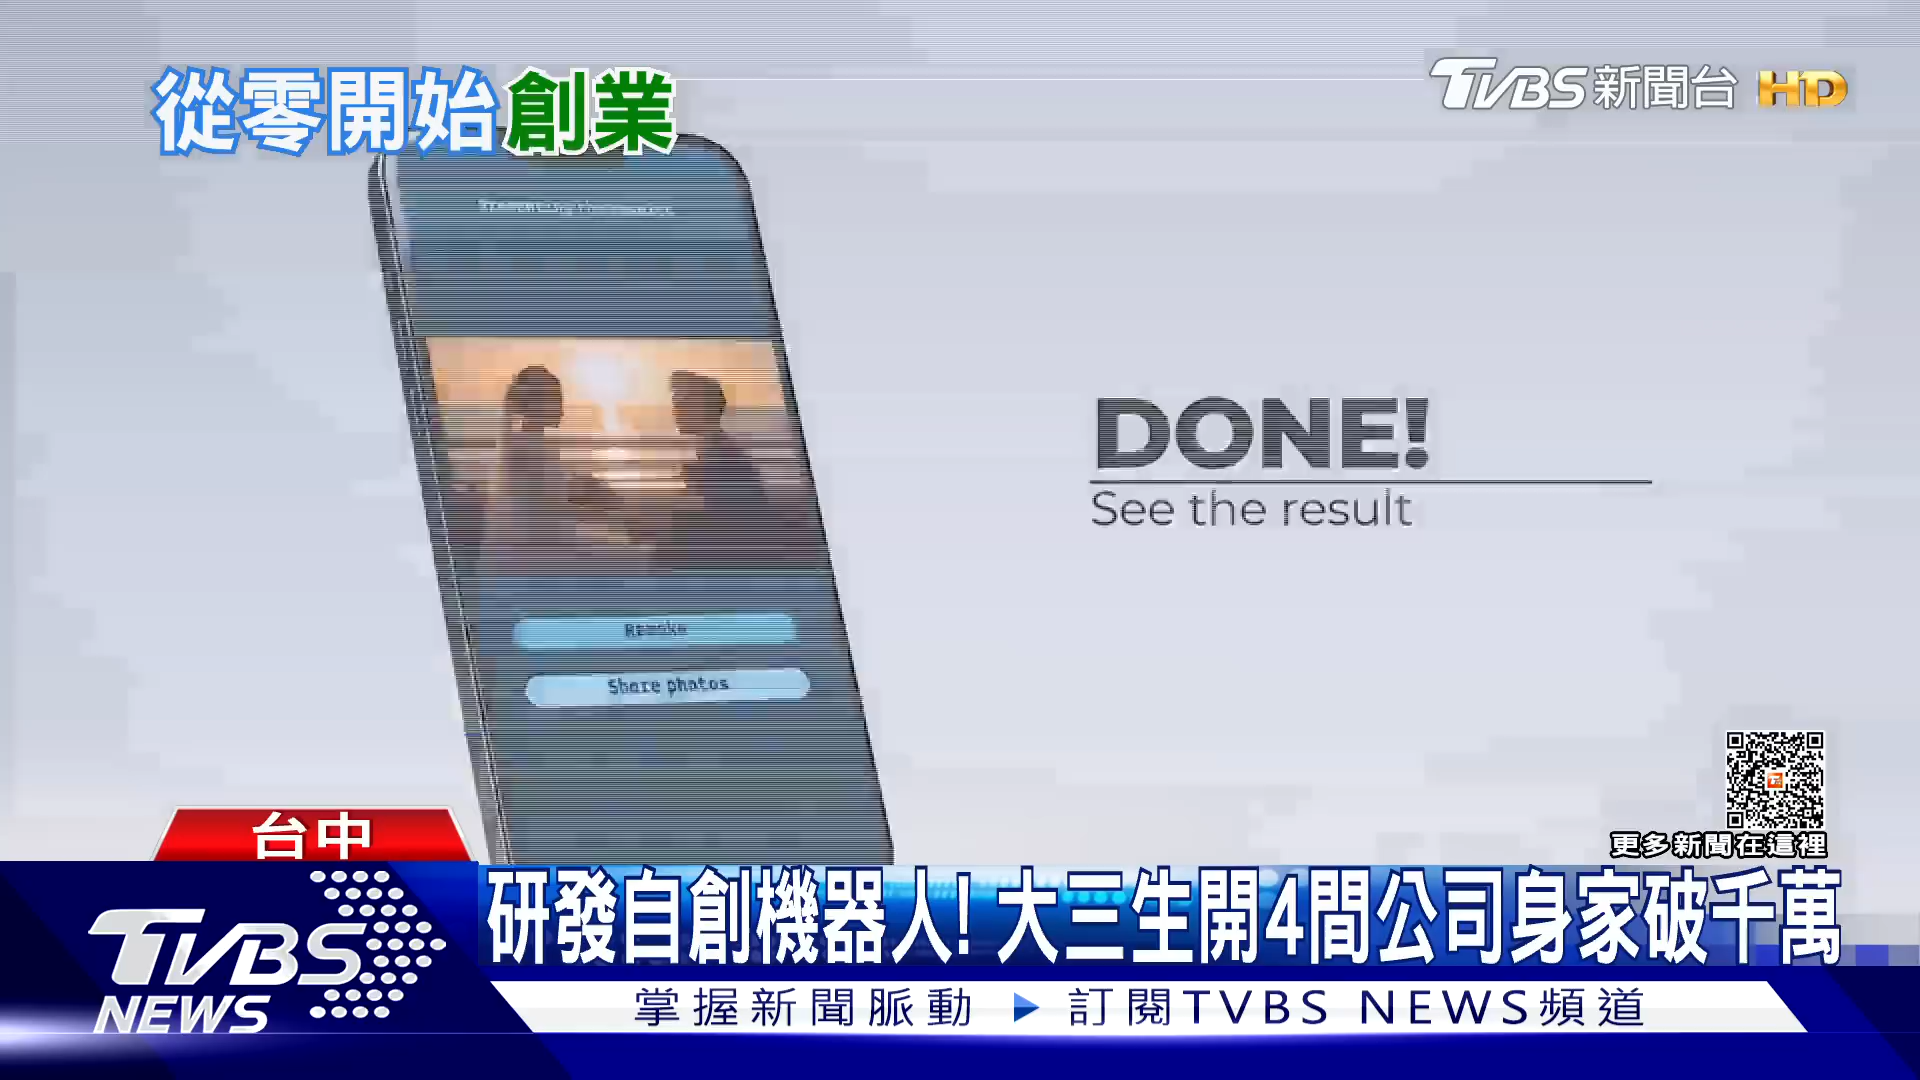 從零開始創業
TVBS新聞台 HD
DONE!
See the result
Remake
Share photos
更多新聞在這裡
台中
研發自創機器人! 大三生開4間公司身家破千萬
TVBS
NEWS
掌握新聞脈動 ▶ 訂閱TVBS NEWS頻道